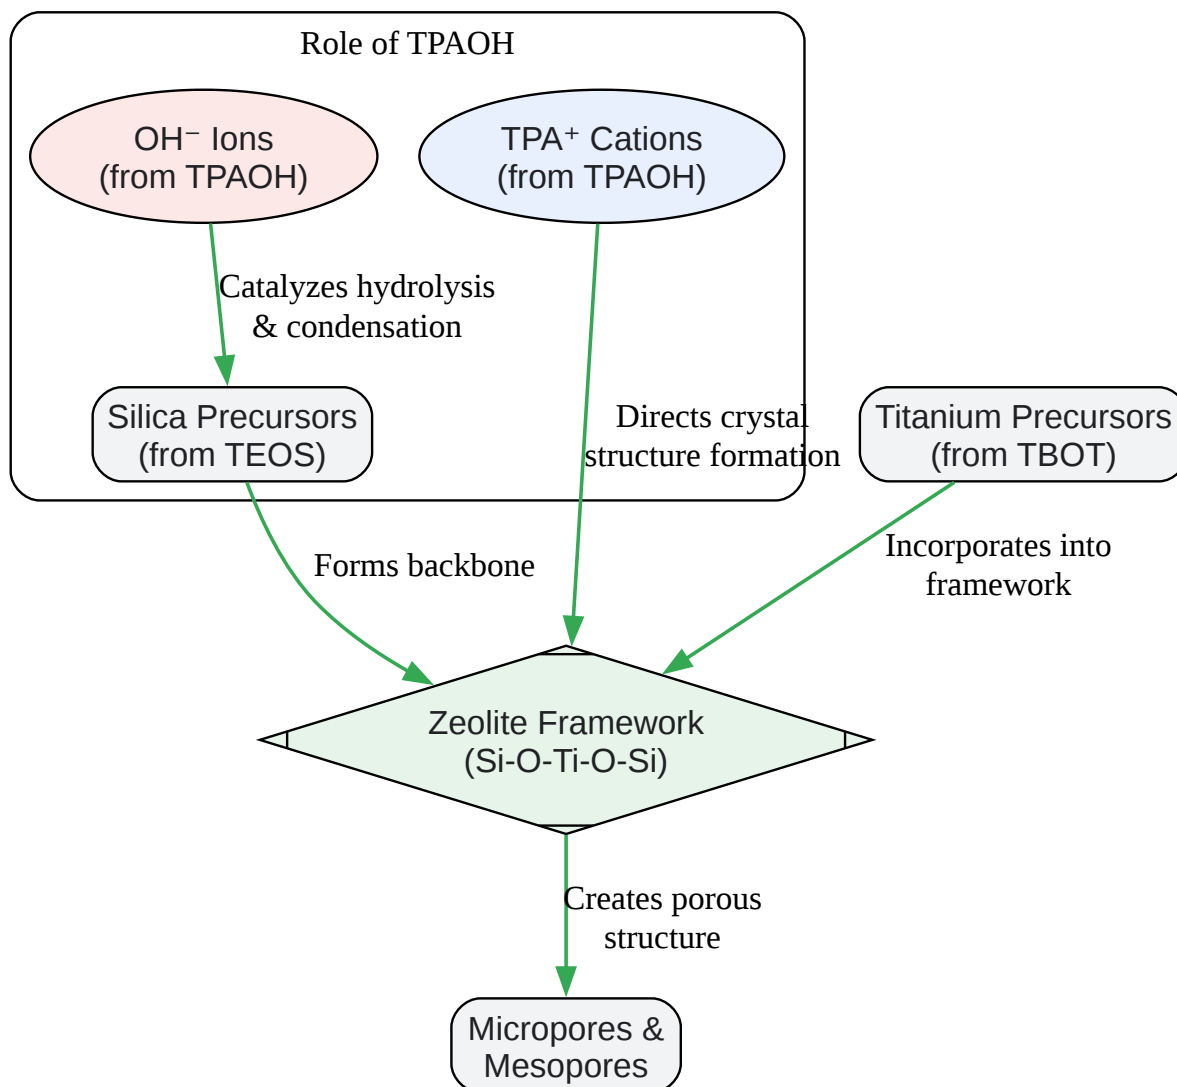 Role of TPAOH
OH⁻ Ions
(from TPAOH)
TPA⁺ Cations
(from TPAOH)
Catalyzes hydrolysis
& condensation
Silica Precursors
(from TEOS)
Directs crystal
structure formation
Titanium Precursors
(from TBOT)
Forms backbone
Incorporates into
framework
Zeolite Framework
(Si-O-Ti-O-Si)
Creates porous
structure
Micropores &
Mesopores